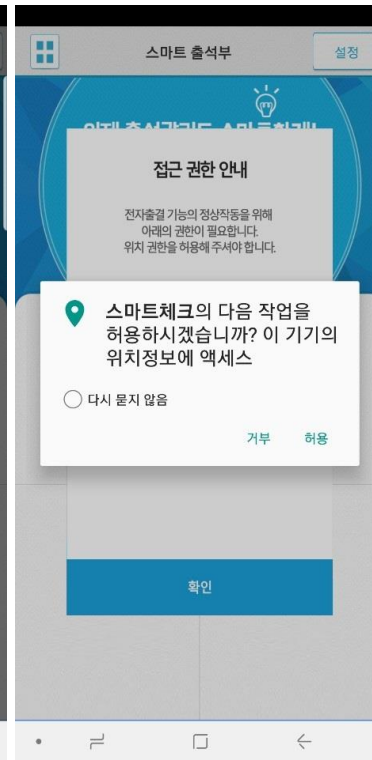 스마트 출석부
설정
접근 권한 안내
전자출결 기능의 정상작동을 위해
아래의 권한이 필요합니다.
위치 권한을 허용해 주셔야 합니다.
스마트체크의 다음 작업을
허용하시겠습니까? 이 기기의
위치정보에 액세스
다시 묻지 않음
거부
허용
확인